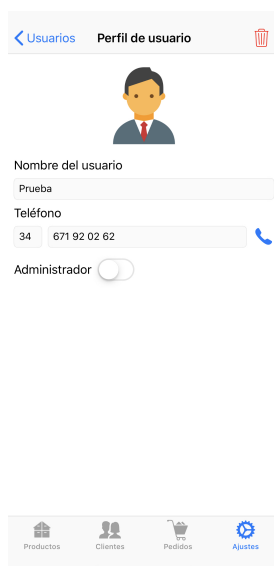 Usuarios Perfil de usuario
Nombre del usuario
Prueba
Teléfono
34 671 92 02 62
Administrador
Productos Clientes Pedidos Ajustes